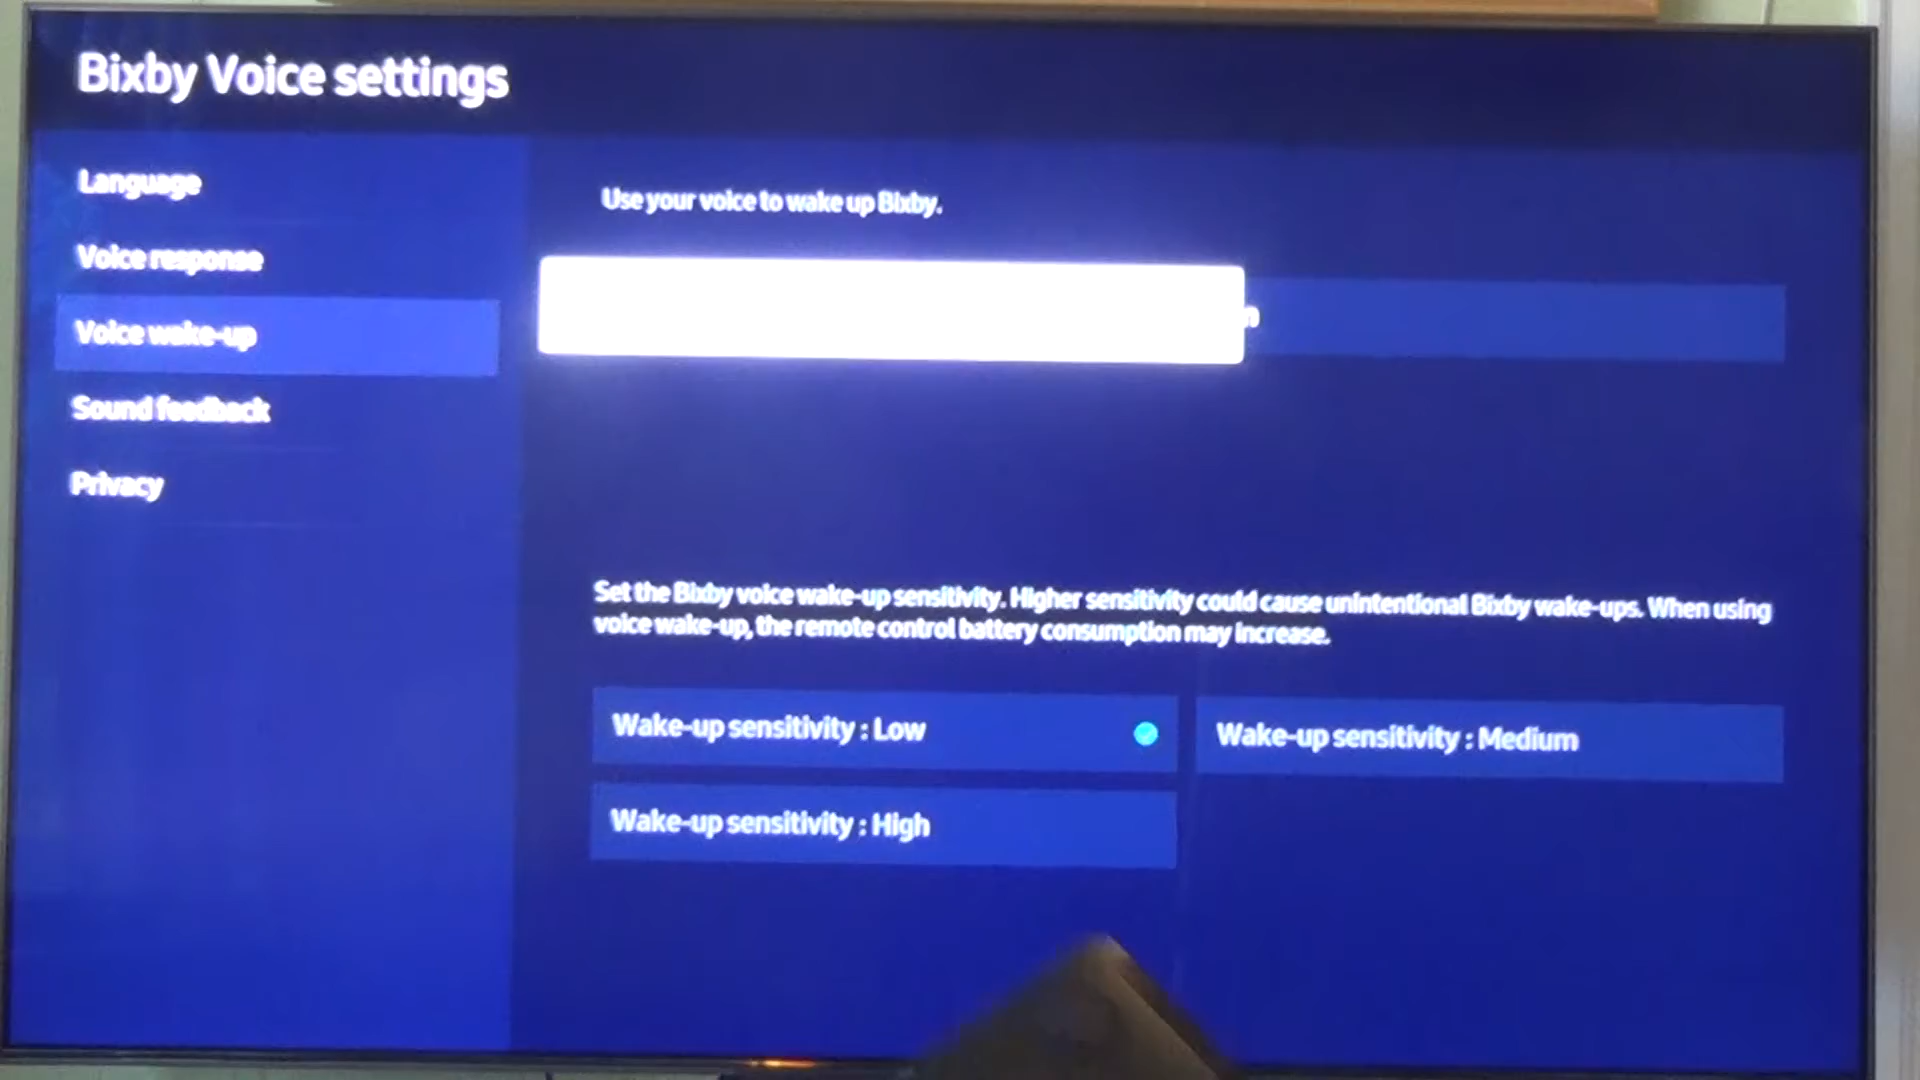 Bixby Voice settings
Language
Voice response
Voice wake-up
Sound feedback
Privacy
Use your voice to wake up Bixby.
Set the Bixby voice wake-up sensitivity. Higher sensitivity could cause unintentional Bixby wake-ups. When using
voice wake-up, the remote control battery consumption may increase.
Wake-up sensitivity : Low
Wake-up sensitivity : Medium
Wake-up sensitivity : High